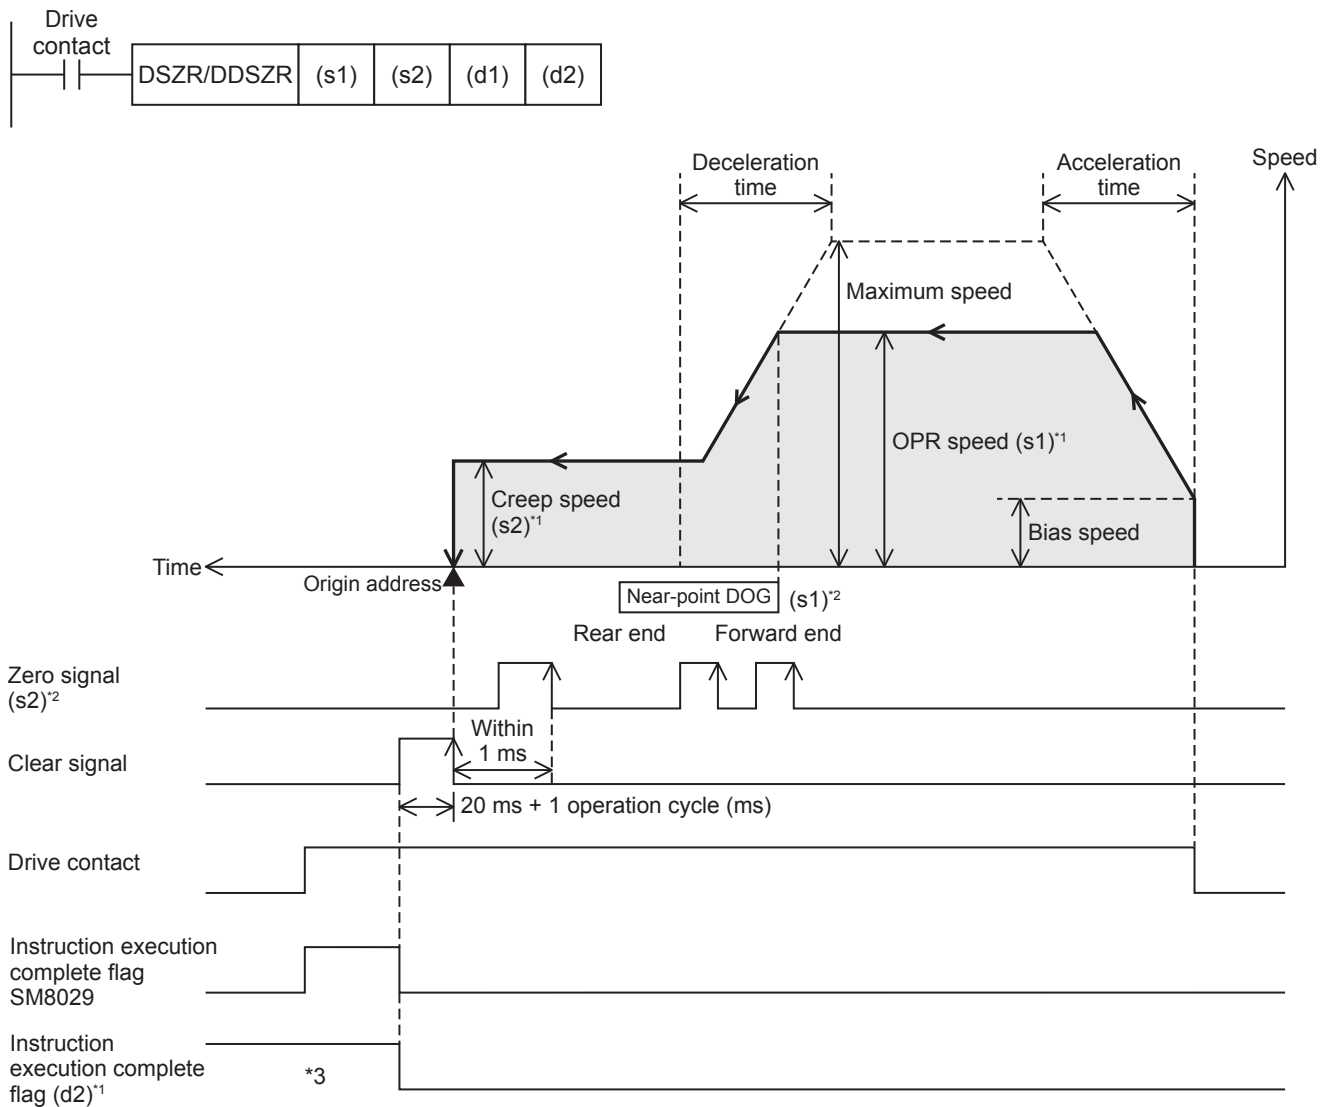 Drive
contact
DSZR/DDSZR (s1) (s2) (d1) (d2)
Deceleration
time
Acceleration
time
Speed
Maximum speed
OPR speed (s1)*1
Creep speed
(s2)*1
Bias speed
Time
Origin address
Near-point DOG (s1)*2
Rear end Forward end
Zero signal
(s2)*2
Within
1 ms
Clear signal
20 ms + 1 operation cycle (ms)
Drive contact
Instruction execution
complete flag
SM8029
Instruction
execution complete
flag (d2)*1
*3